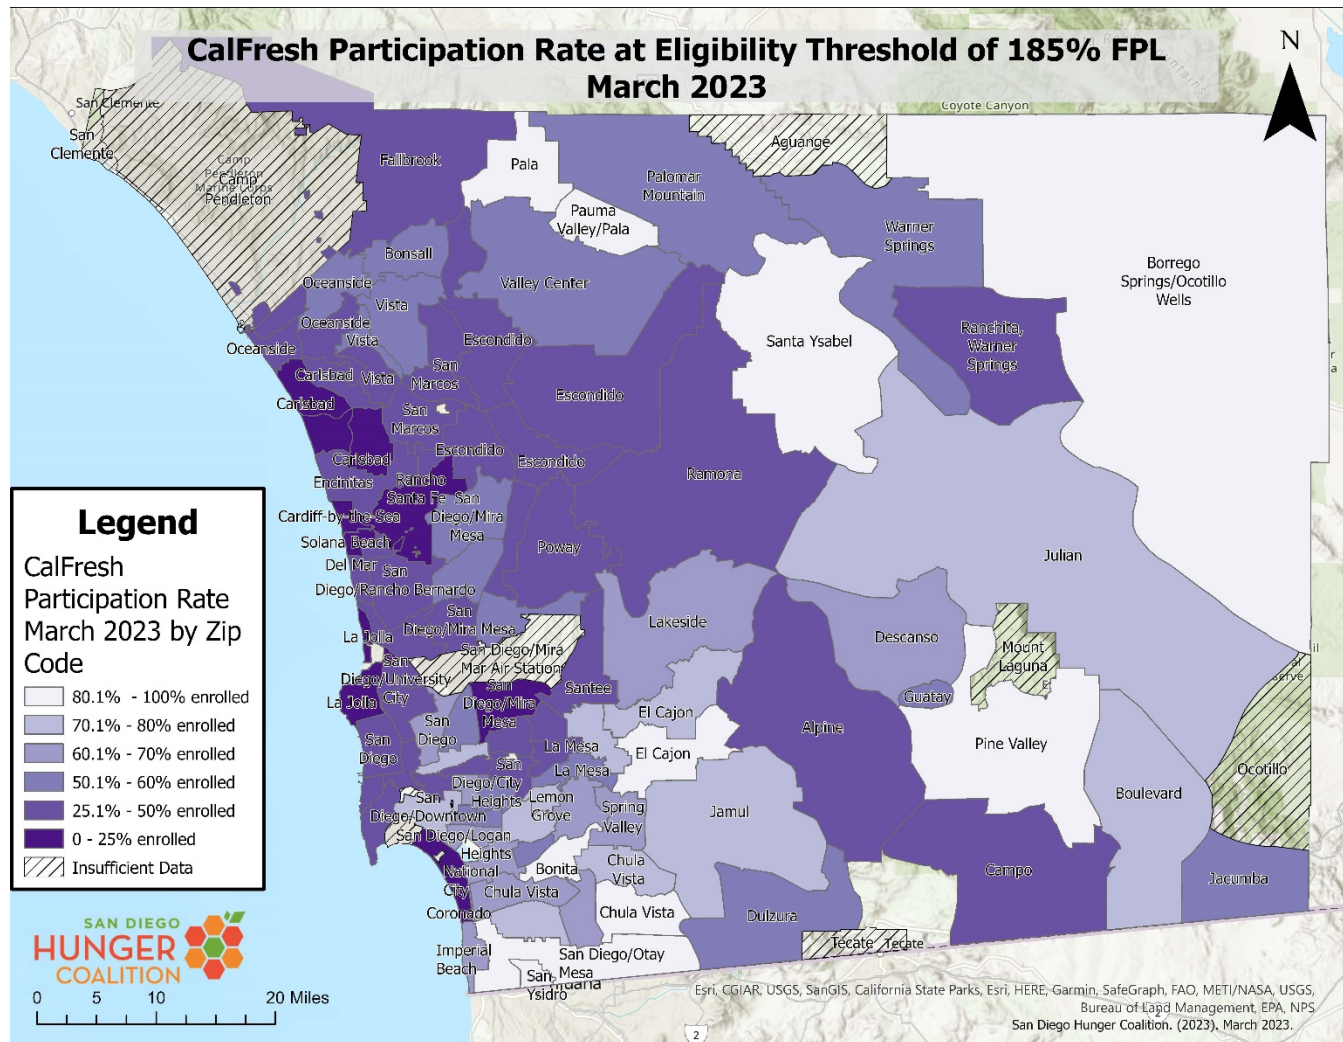 CalFresh Participation Rate at Eligibility Threshold of 185% FPL
March 2023
N
Coyote Canyon
San Clemente
San
Clemente
Camp
Pendleton
Marine Corps
Camp
Pendleton
Fallbrook
Pala
Aguange
Palomar
Mountain
Pauma
Valley/Pala
Warner
Springs
Bonsall
Borrego
Springs/Ocotillo
Wells
Oceanside
Valley Center
Vista
Oceanside
Vista
Oceanside
Escondido
Santa Ysabel
Ranchita,
Warner
Springs
San
Marcos
Carlsbad
Vista
Escondido
Carlsbad
San
Marcos
Escondido
Carlsbad
Escondido
Ramona
Encinitas
Rancho
Santa Fe
San
Diego/Mira
Mesa
Cardiff-by-the-Sea
Solana Beach
Poway
Julian
Del Mar
San
Diego/Rancho Bernardo
San
Diego/Mira Mesa
Lakeside
La Jolla
Descanso
Mount
Laguna
San Diego/Mira
Mar Air Station
San
Diego/University
City
Santee
San
Diego/Mira
Mesa
Guatay
La Jolla
El Cajon
Alpine
San
Diego
San
Diego
La Mesa
El Cajon
Pine Valley
La Mesa
Ocotillo
San
Diego/City
Heights
Boulevard
San
Diego/Downtown
Lemon
Grove
Spring
Valley
Jamul
San Diego/Logan
Heights
National
City
Bonita
Chula
Vista
Campo
Jacumba
Chula Vista
Coronado
Chula Vista
Dulzura
Tecate
Tecate
Imperial
Beach
San Diego/Otay
Mesa
San
Ysidro
Legend
CalFresh
Participation Rate
March 2023 by Zip
Code
80.1% - 100% enrolled
70.1% - 80% enrolled
60.1% - 70% enrolled
50.1% - 60% enrolled
25.1% - 50% enrolled
0 - 25% enrolled
Insufficient Data
SAN DIEGO
HUNGER
COALITION
0 5 10 20 Miles
2
2
Esri, CGIAR, USGS, SanGIS, California State Parks, Esri, HERE, Garmin, SafeGraph, FAO, METI/NASA, USGS,
Bureau of Land Management, EPA, NPS
San Diego Hunger Coalition. (2023). March 2023.